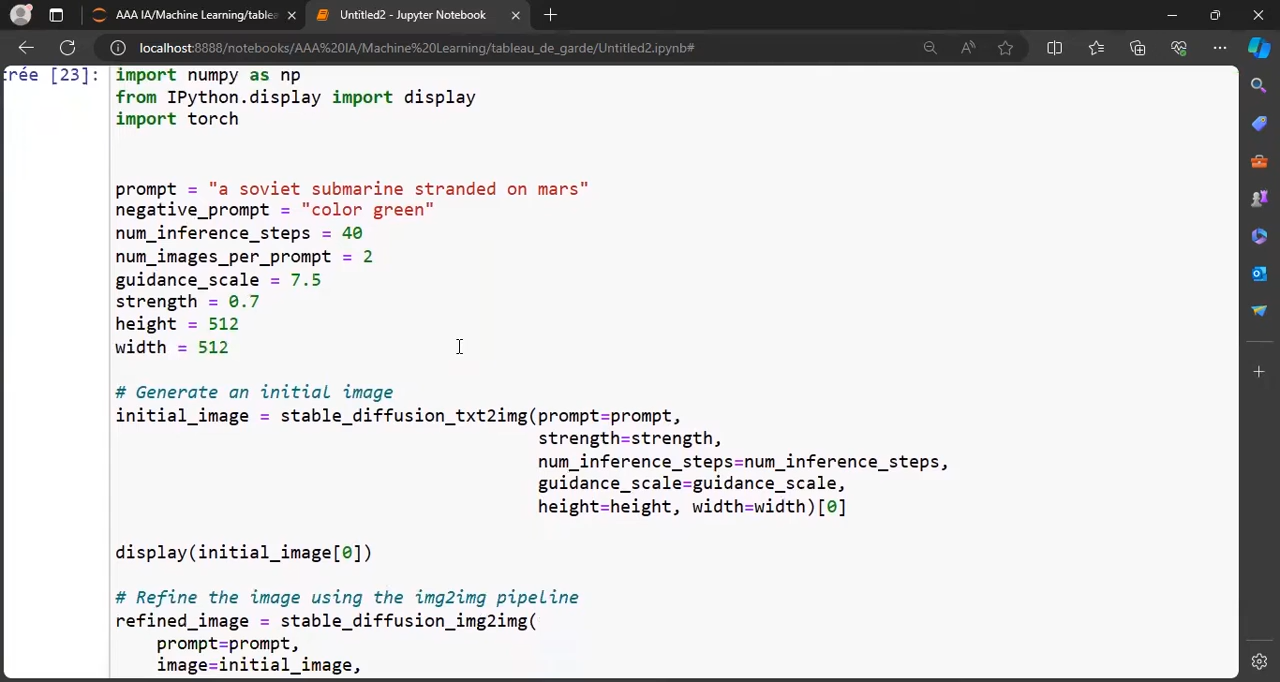 AAA IA/Machine Learning/table
Untitled2 - Jupyter Notebook
localhost:8888/notebooks/AAA%20IA/Machine%20Learning/tableau_de_garde/Untitled2.ipynb#
trée [23]:
import numpy as np
from IPython.display import display
import torch
prompt = "a soviet submarine stranded on mars"
negative_prompt = "color green"
num_inference_steps = 40
num_images_per_prompt = 2
guidance_scale = 7.5
strength = 0.7
height = 512
width = 512
# Generate an initial image
initial_image = stable_diffusion_txt2img(prompt=prompt,
strength=strength,
num_inference_steps=num_inference_steps,
guidance_scale=guidance_scale,
height=height, width=width)[0]
display(initial_image[0])
# Refine the image using the img2img pipeline
refined_image = stable_diffusion_img2img(
prompt=prompt,
image=initial_image,